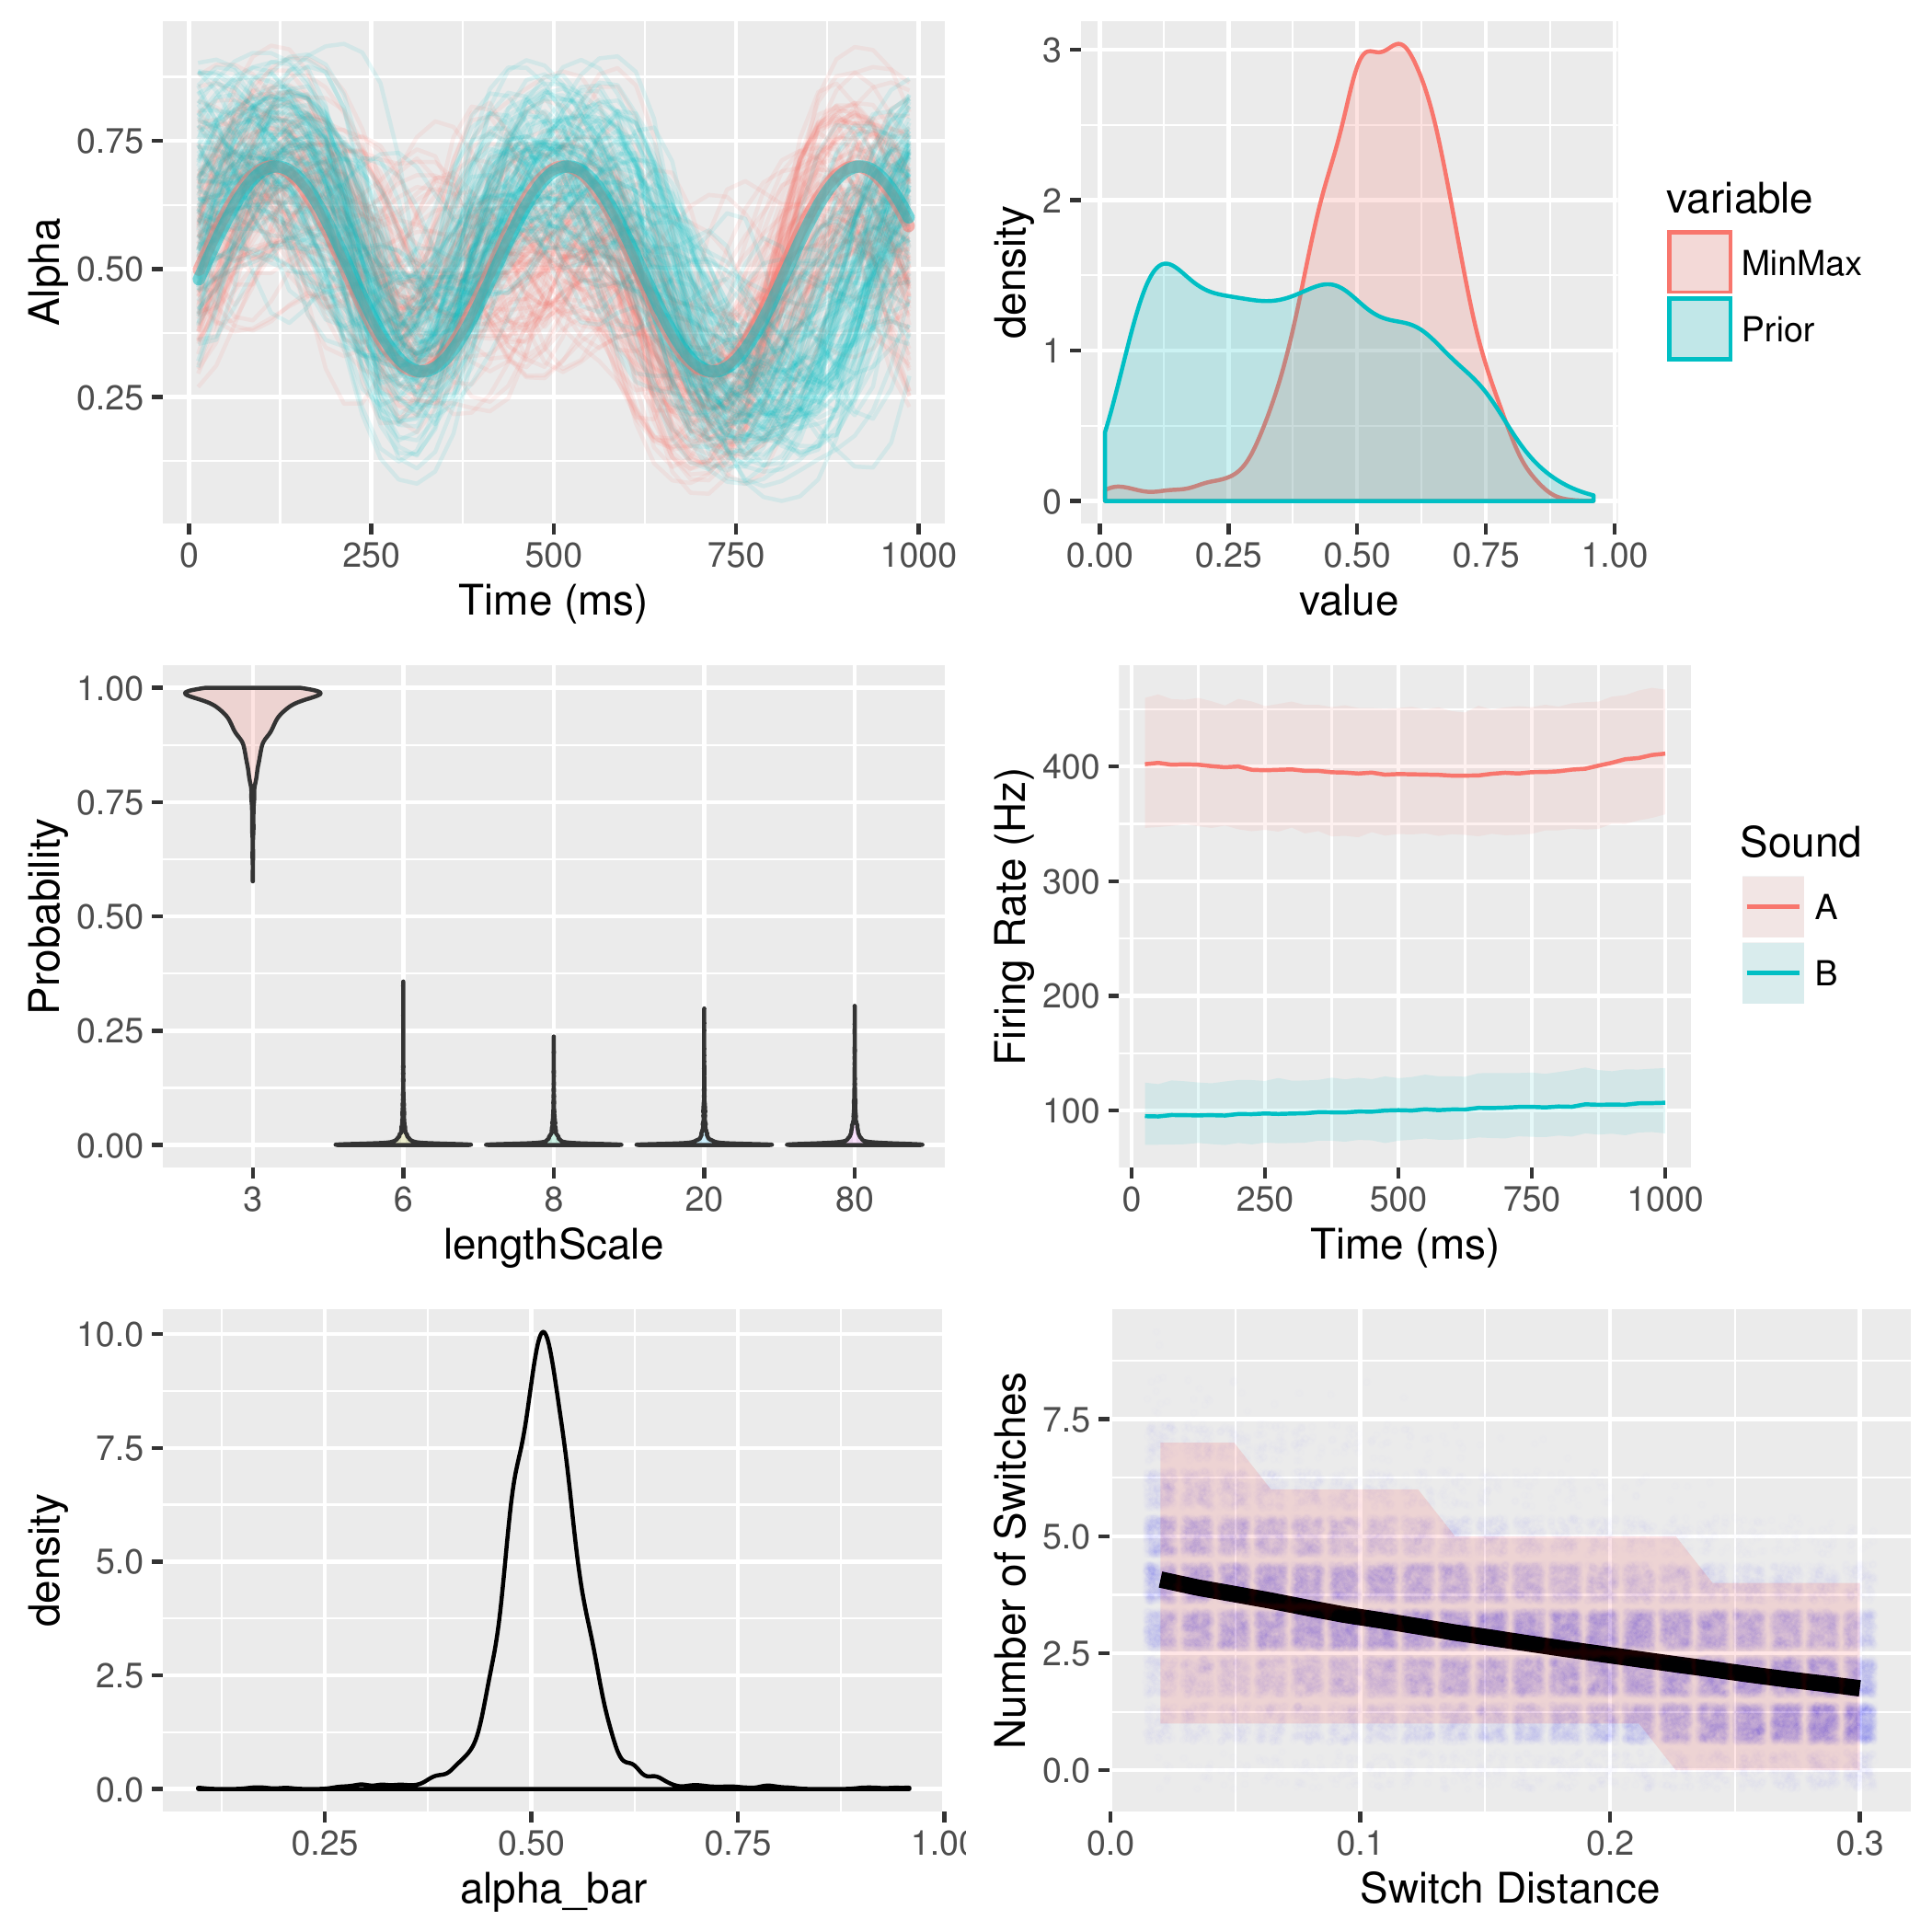 Alpha
0.75
0.50
0.25
0 250 500 750 1000
Time (ms)
density
3
2
1
0
0.00 0.25 0.50 0.75 1.00
value
variable
MinMax
Prior
Probability
1.00
0.75
0.50
0.25
0.00
3 6 8 20 80
lengthScale
Firing Rate (Hz)
400
300
200
100
0 250 500 750 1000
Time (ms)
Sound
A
B
density
10.0
7.5
5.0
2.5
0.0
0.25 0.50 0.75 1.0
alpha_bar
Number of Switches
7.5
5.0
2.5
0.0
0.0 0.1 0.2 0.3
Switch Distance